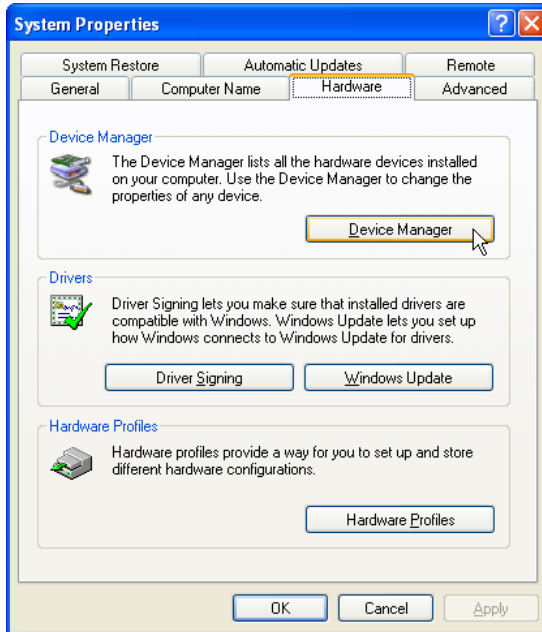 System Properties
System Restore Automatic Updates Remote
General Computer Name Hardware Advanced
Device Manager
The Device Manager lists all the hardware devices installed
on your computer. Use the Device Manager to change the
properties of any device.
Device Manager
Drivers
Driver Signing lets you make sure that installed drivers are
compatible with Windows. Windows Update lets you set up
how Windows connects to Windows Update for drivers.
Driver Signing Windows Update
Hardware Profiles
Hardware profiles provide a way for you to set up and store
different hardware configurations.
Hardware Profiles
OK Cancel Apply